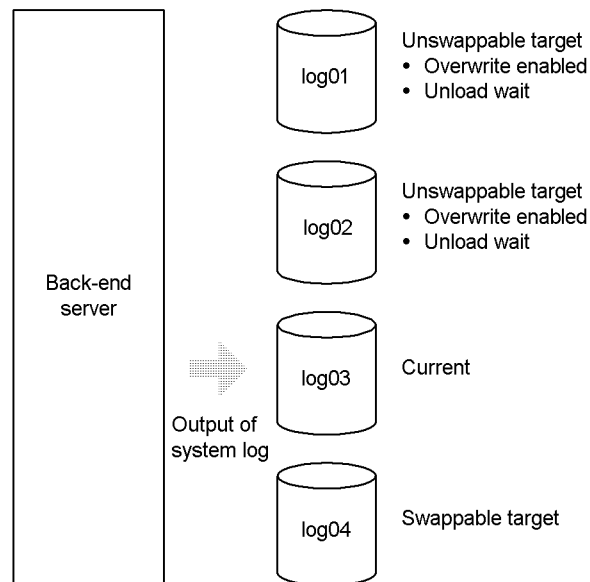 log01
Unswappable target
• Overwrite enabled
• Unload wait
log02
Unswappable target
• Overwrite enabled
• Unload wait
Back-end
server
log03
Current
Output of
system log
log04
Swappable target